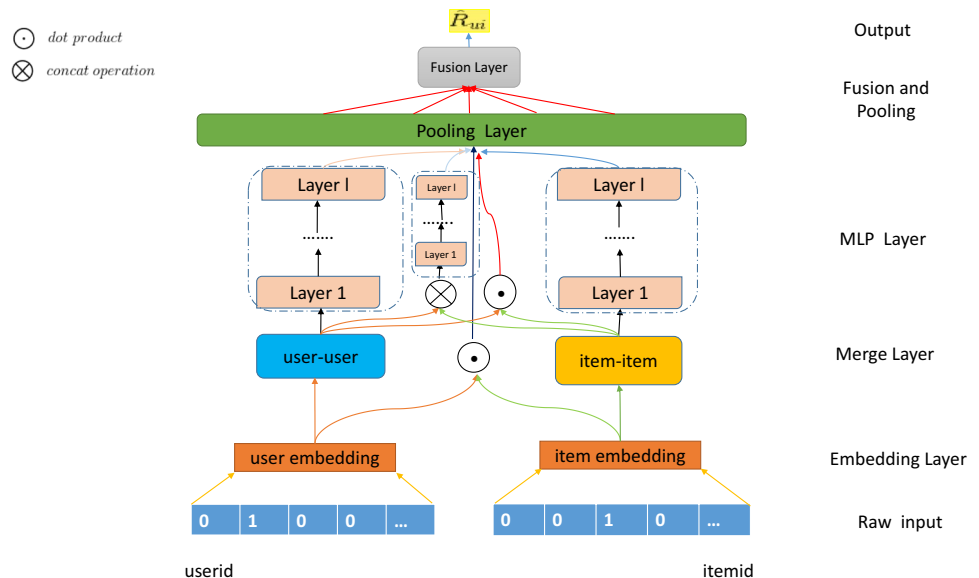 R̂ui
Output
dot product
concat operation
Fusion Layer
Fusion and
Pooling
Pooling Layer
Layer l
Layer l
Layer l
.......
.......
.......
MLP Layer
Layer 1
Layer 1
Layer 1
user-user
item-item
Merge Layer
user embedding
item embedding
Embedding Layer
0 1 0 0 ...
0 0 1 0 ...
Raw input
userid
itemid